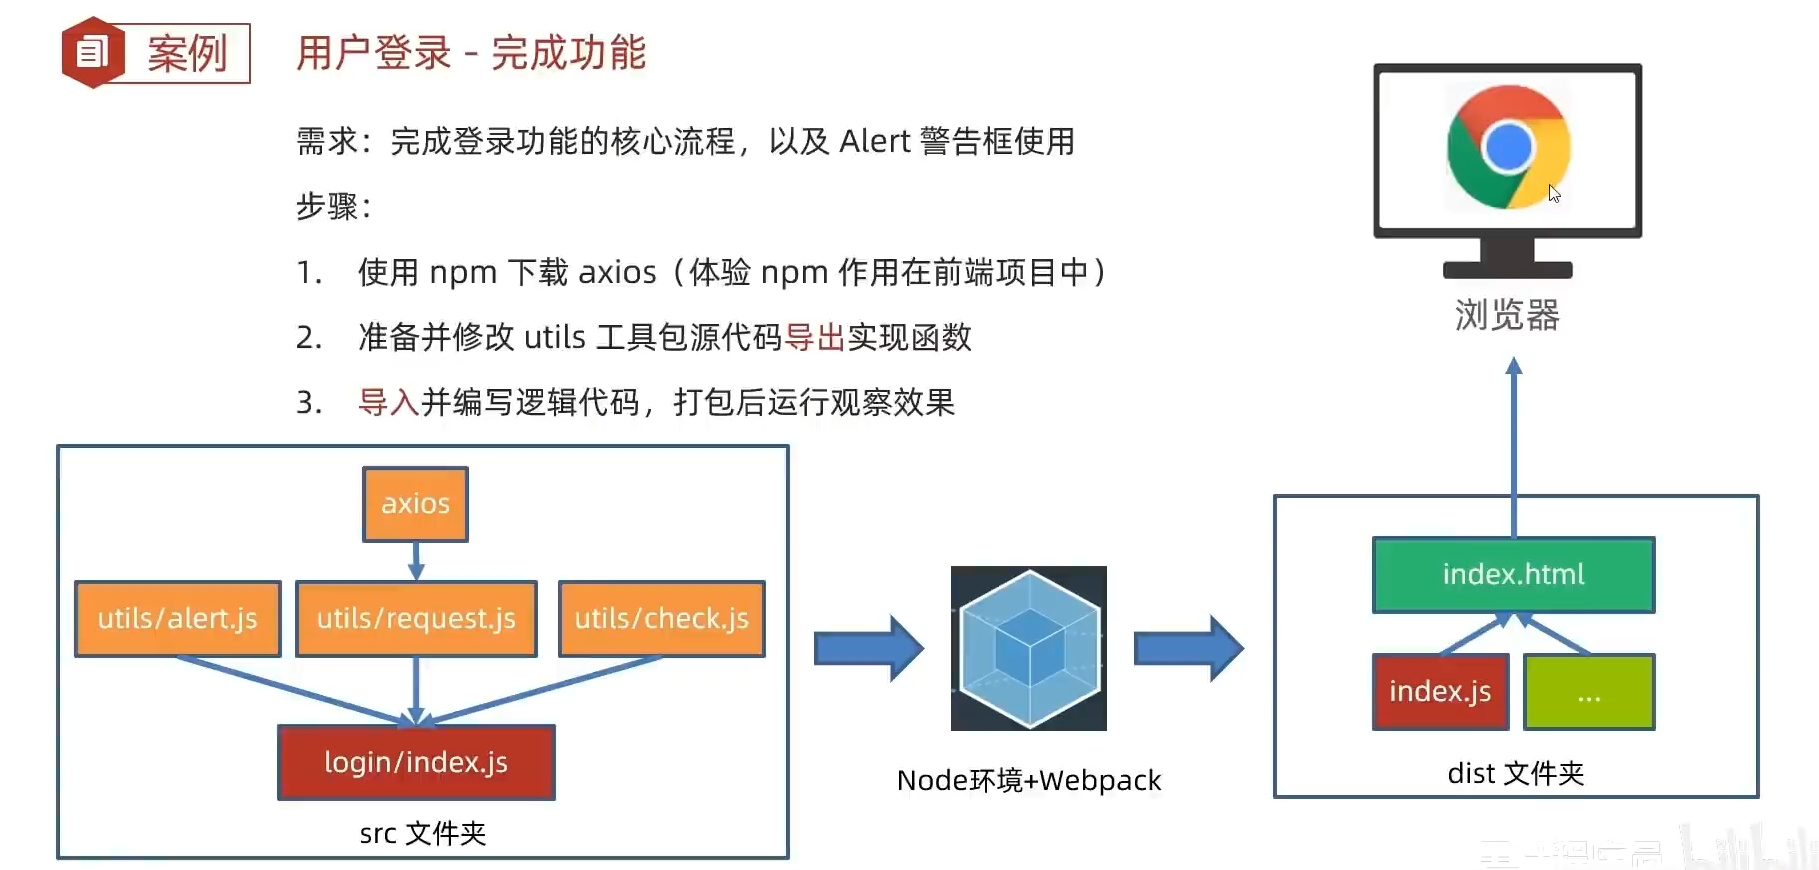 案例
用户登录 - 完成功能
需求：完成登录功能的核心流程，以及 Alert 警告框使用
步骤：
1. 使用 npm 下载 axios（体验 npm 作用在前端项目中）
2. 准备并修改 utils 工具包源代码导出实现函数
3. 导入并编写逻辑代码，打包后运行观察效果
浏览器
axios
utils/alert.js
utils/request.js
utils/check.js
login/index.js
src 文件夹
Node环境+Webpack
index.html
index.js
...
dist 文件夹
bilibili